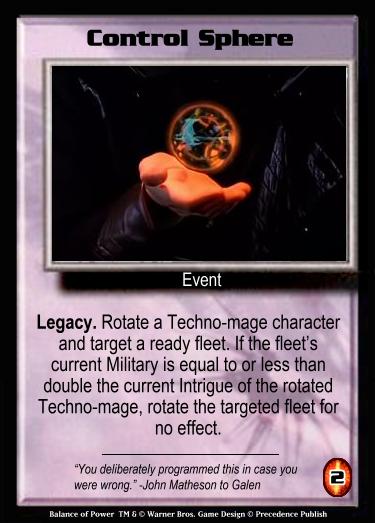 Control Sphere
Event
Legacy. Rotate a Techno-mage character
and target a ready fleet. If the fleet's
current Military is equal to or less than
double the current Intrigue of the rotated
Techno-mage, rotate the targeted fleet for
no effect.
"You deliberately programmed this in case you
were wrong." -John Matheson to Galen
2
Balance of Power TM & © Warner Bros. Game Design © Precedence Publish